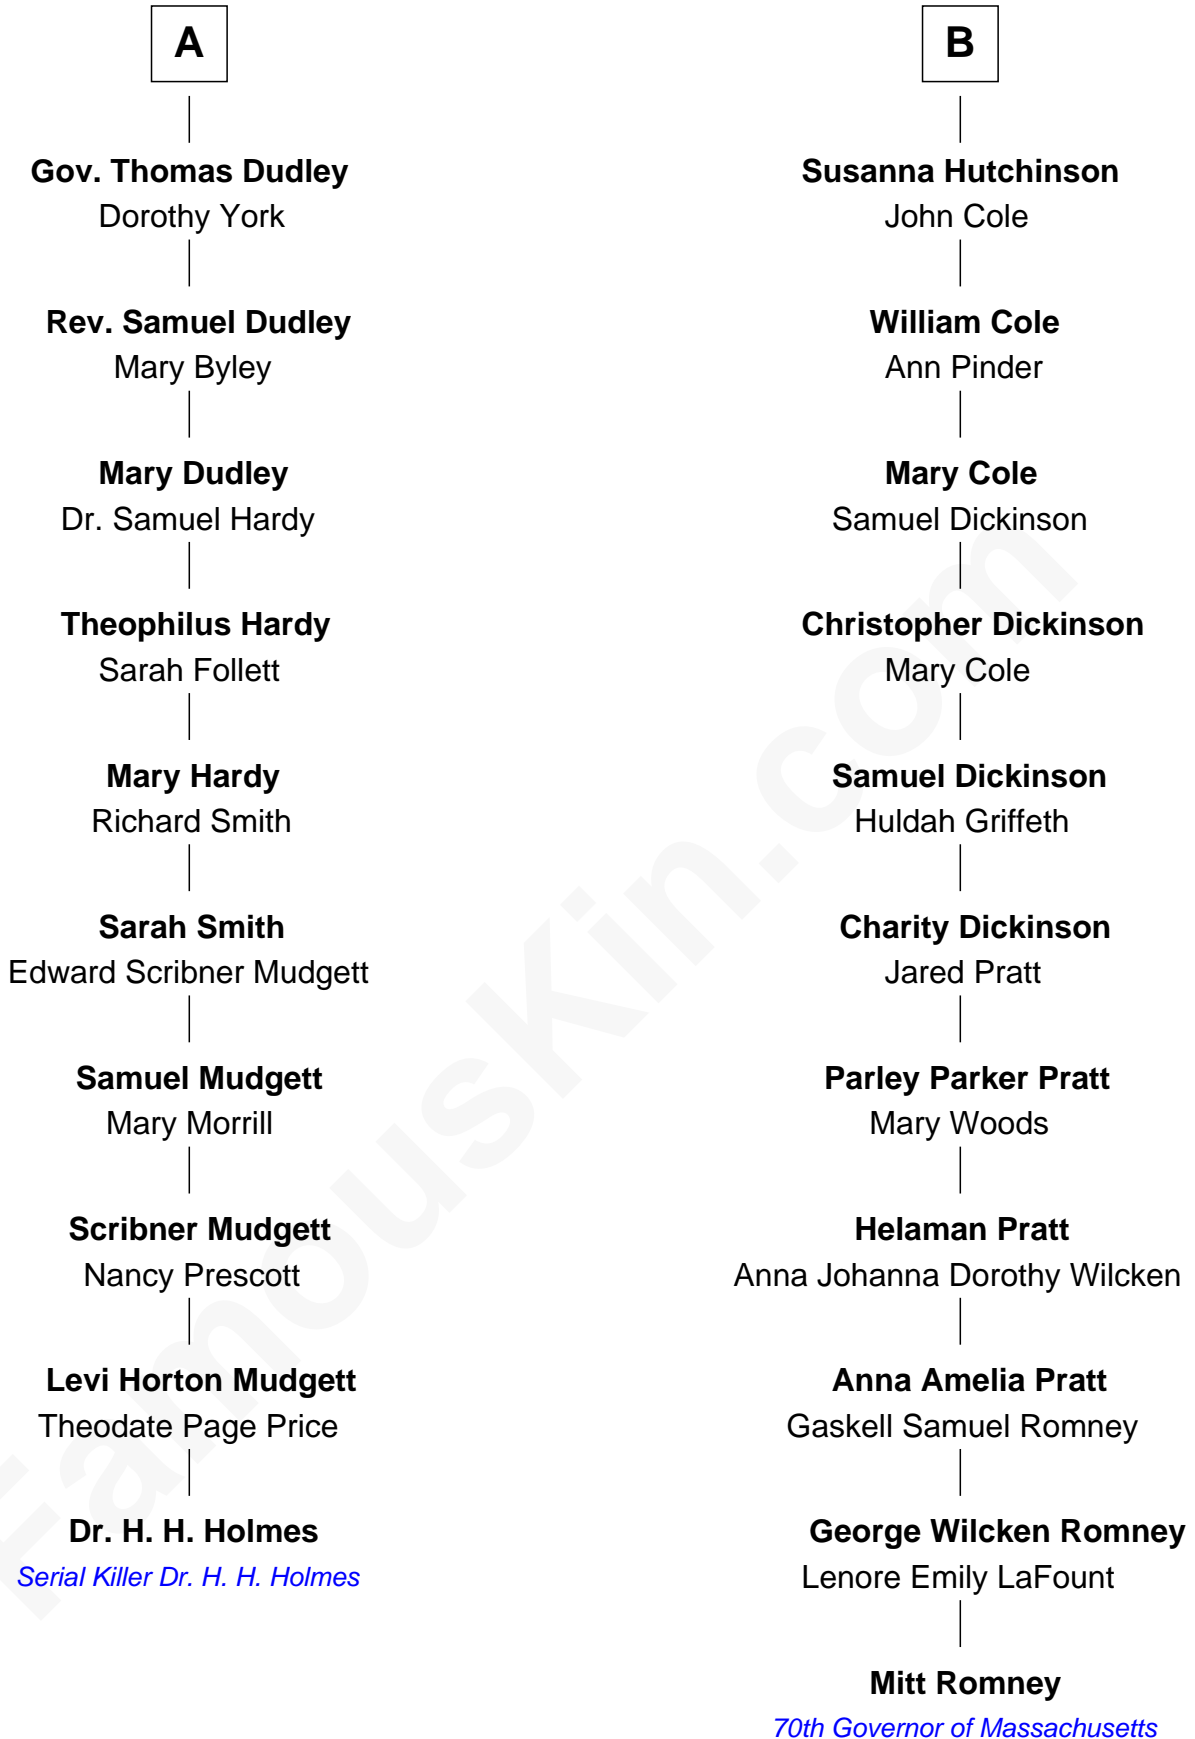 A
Gov. Thomas Dudley
Dorothy York
Rev. Samuel Dudley
Mary Byley
Mary Dudley
Dr. Samuel Hardy
Theophilus Hardy
Sarah Follett
Mary Hardy
Richard Smith
Sarah Smith
Edward Scribner Mudgett
Samuel Mudgett
Mary Morrill
Scribner Mudgett
Nancy Prescott
Levi Horton Mudgett
Theodate Page Price
Dr. H. H. Holmes
Serial Killer Dr. H. H. Holmes
B
Susanna Hutchinson
John Cole
William Cole
Ann Pinder
Mary Cole
Samuel Dickinson
Christopher Dickinson
Mary Cole
Samuel Dickinson
Huldah Griffeth
Charity Dickinson
Jared Pratt
Parley Parker Pratt
Mary Woods
Helaman Pratt
Anna Johanna Dorothy Wilcken
Anna Amelia Pratt
Gaskell Samuel Romney
George Wilcken Romney
Lenore Emily LaFount
Mitt Romney
70th Governor of Massachusetts
FamousKin.com